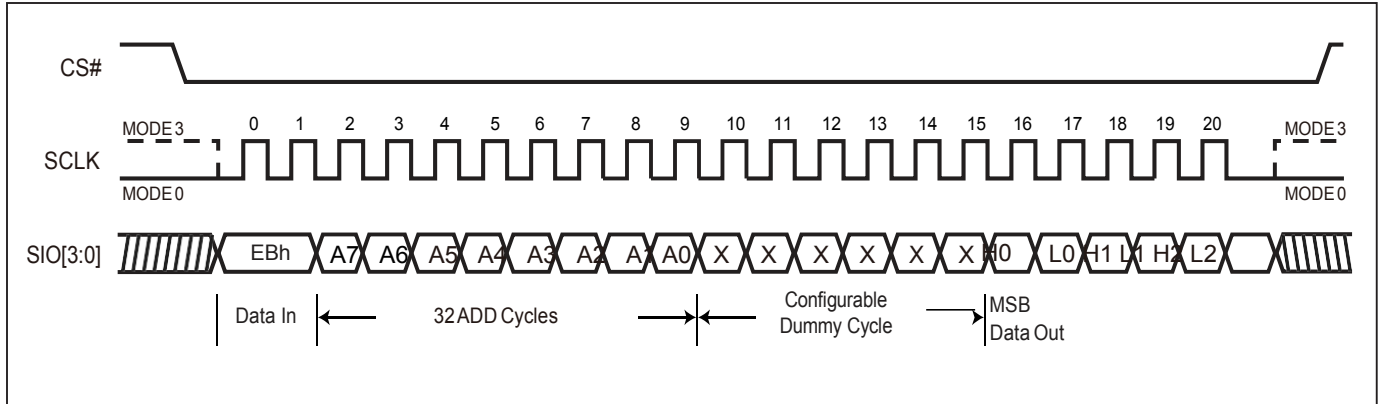 CS#
MODE 3 0 1 2 3 4 5 6 7 8 9 10 11 12 13 14 15 16 17 18 19 20 MODE 3
SCLK
MODE 0 MODE 0
SIO[3:0] EBh A7 A6 A5 A4 A3 A2 A1 A0 X X X X X X H0 L0 H1 L1 H2 L2
Data In 32 ADD Cycles Configurable Dummy Cycle MSB Data Out